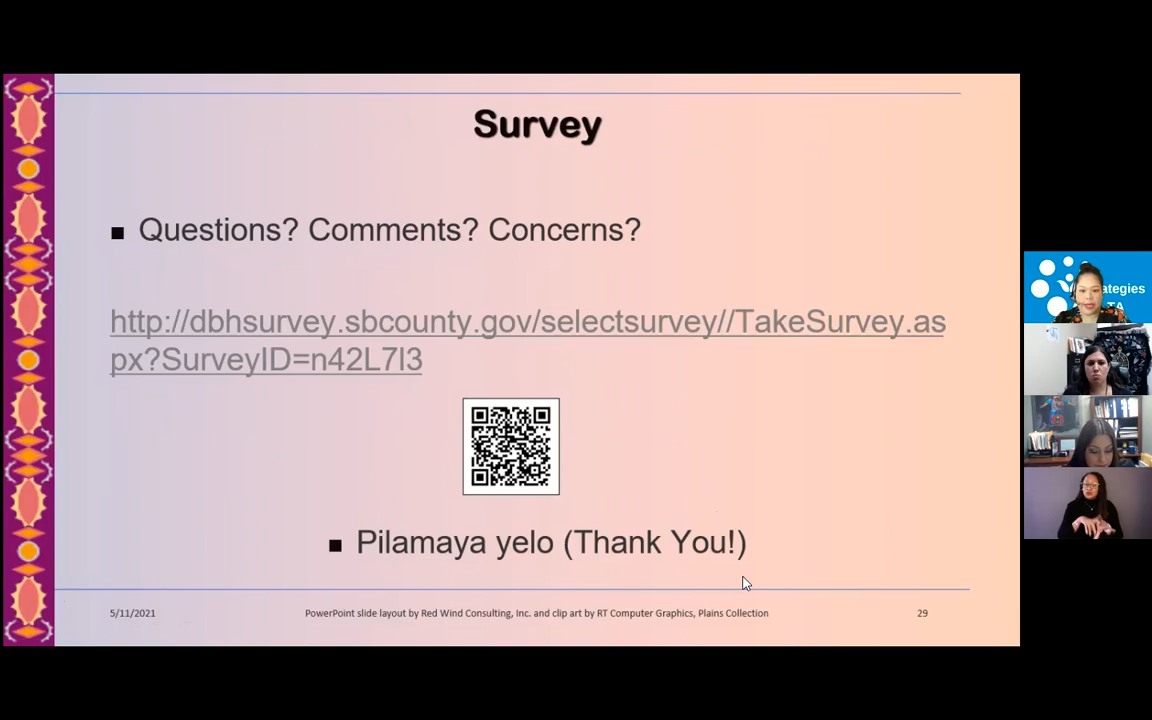 Survey
Questions? Comments? Concerns?
http://dbhsurvey.sbcounty.gov/selectsurvey//TakeSurvey.as
px?SurveyID=n42L7l3
Pilamaya yelo (Thank You!)
5/11/2021
PowerPoint slide layout by Red Wind Consulting, Inc. and clip art by RT Computer Graphics, Plains Collection
29